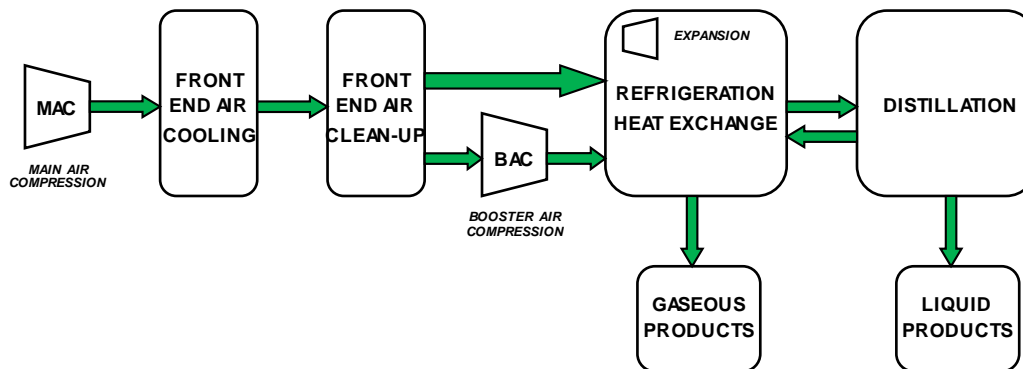 MAC
MAIN AIR
COMPRESSION
FRONT
END AIR
COOLING
FRONT
END AIR
CLEAN-UP
BAC
BOOSTER AIR
COMPRESSION
EXPANSION
REFRIGERATION
HEAT EXCHANGE
DISTILLATION
GASEOUS
PRODUCTS
LIQUID
PRODUCTS